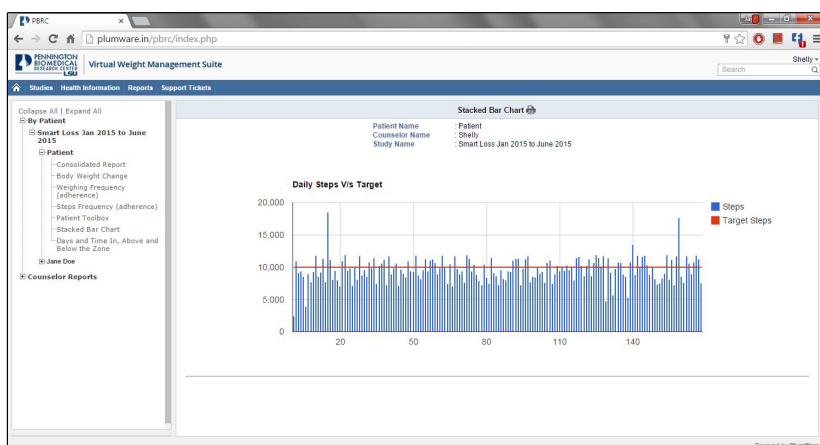 PBRC
plumware.in/pbrc/index.php
PENNINGTON
BIOMEDICAL
RESEARCH CENTER
LSU
Virtual Weight Management Suite
Shelly
Search
Studies Health Information Reports Support Tickets
Collapse All | Expand All
By Patient
Smart Loss Jan 2015 to June
2015
Patient
Consolidated Report
Body Weight Change
Weighing Frequency
(adherence)
Steps Frequency (adherence)
Patient Toolbox
Stacked Bar Chart
Days and Time In, Above and
Below the Zone
Jane Doe
Counselor Reports
Stacked Bar Chart
Patient Name : Patient
Counselor Name : Shelly
Study Name : Smart Loss Jan 2015 to June 2015
Daily Steps V/s Target
20,000
15,000
10,000
5,000
0
20 50 80 110 140
Steps
Target Steps